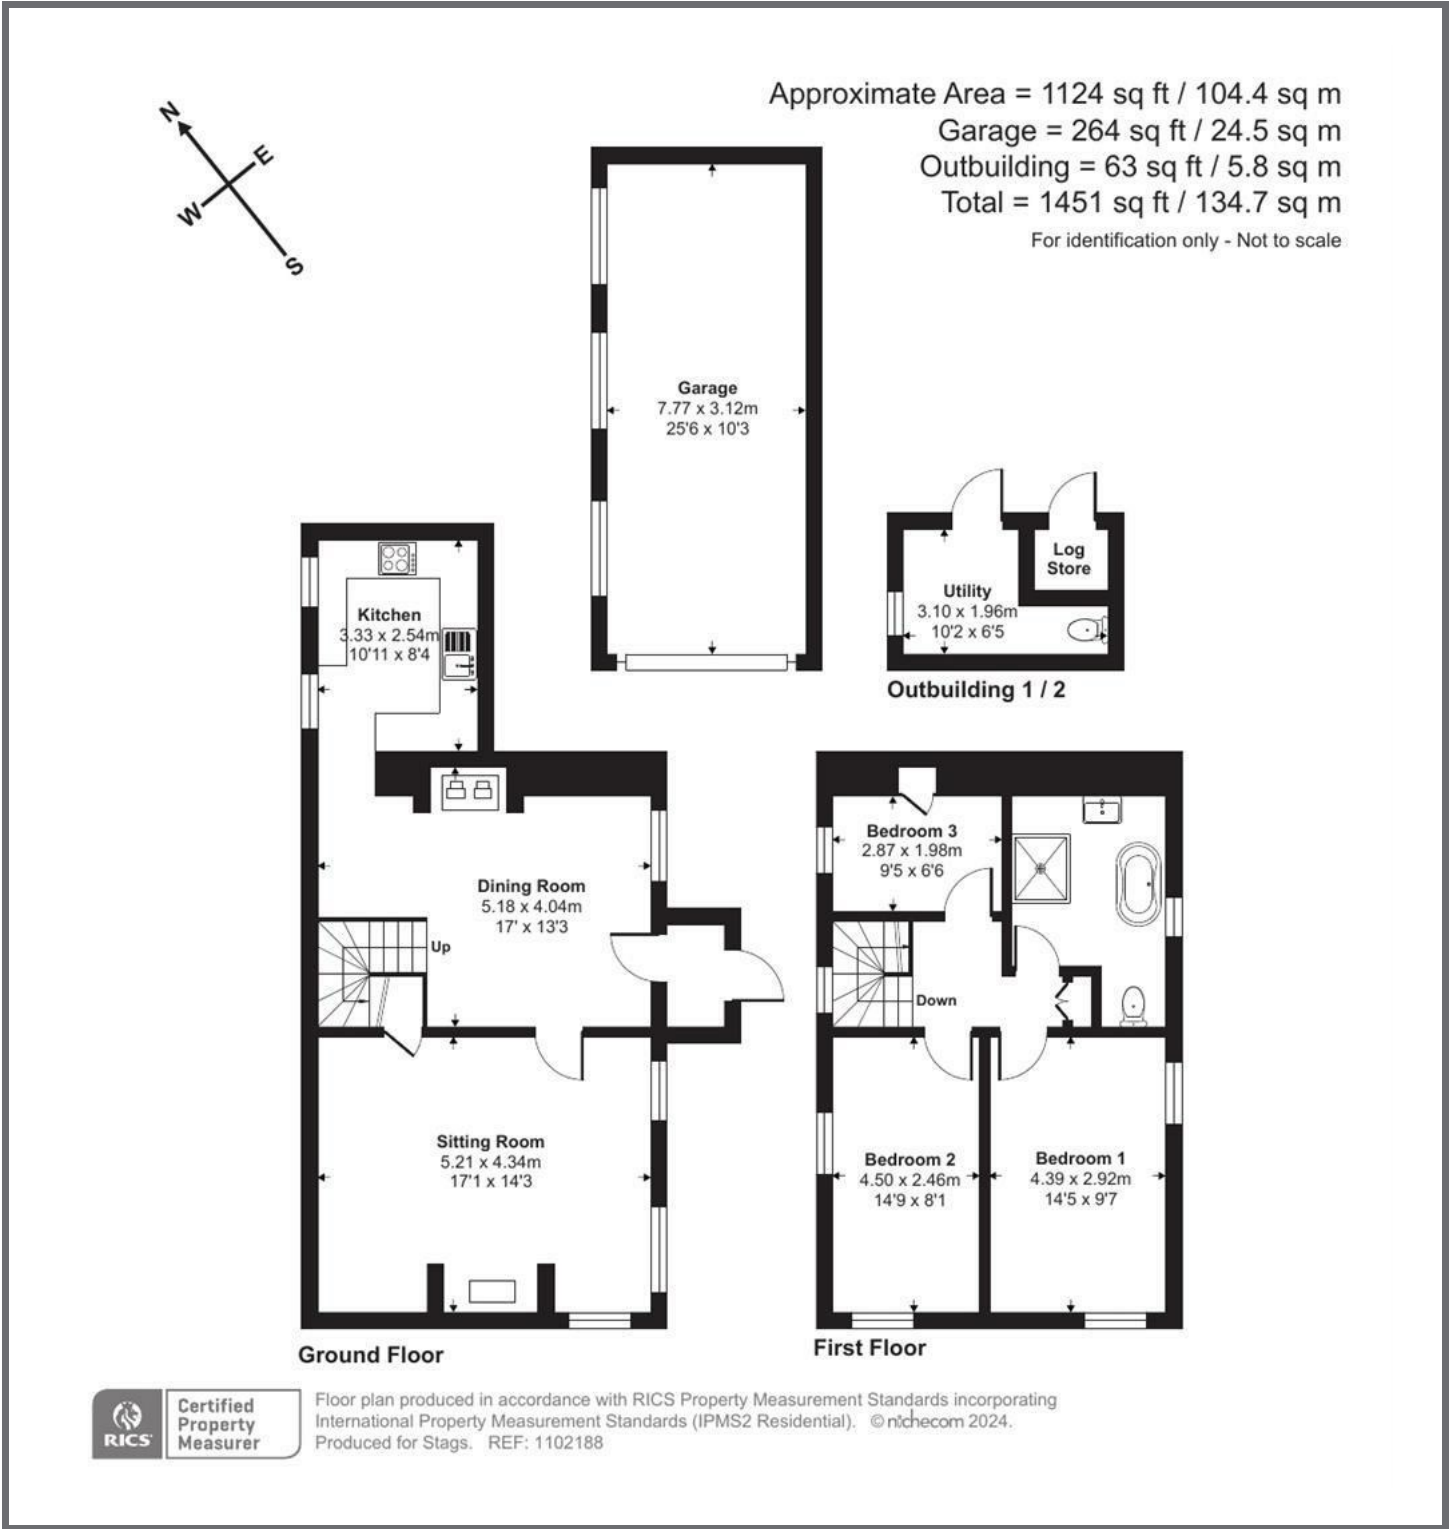 N
E
W
S
Approximate Area = 1124 sq ft / 104.4 sq m
Garage = 264 sq ft / 24.5 sq m
Outbuilding = 63 sq ft / 5.8 sq m
Total = 1451 sq ft / 134.7 sq m
For identification only - Not to scale
Garage
7.77 x 3.12m
25'6 x 10'3
Log
Store
Utility
3.10 x 1.96m
10'2 x 6'5
Outbuilding 1 / 2
Kitchen
3.33 x 2.54m
10'11 x 8'4
Dining Room
5.18 x 4.04m
17' x 13'3
Up
Sitting Room
5.21 x 4.34m
17'1 x 14'3
Ground Floor
Bedroom 3
2.87 x 1.98m
9'5 x 6'6
Down
Bedroom 2
4.50 x 2.46m
14'9 x 8'1
Bedroom 1
4.39 x 2.92m
14'5 x 9'7
First Floor
RICS
Certified
Property
Measurer
Floor plan produced in accordance with RICS Property Measurement Standards incorporating
International Property Measurement Standards (IPMS2 Residential). © nichecom 2024.
Produced for Stags. REF: 1102188